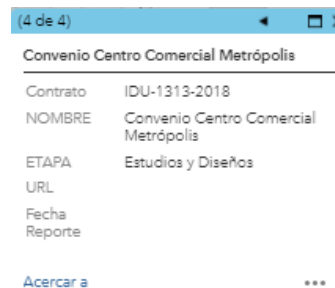 (4 de 4)
Convenio Centro Comercial Metrópolis
Contrato IDU-1313-2018
NOMBRE Convenio Centro Comercial
Metrópolis
ETAPA Estudios y Diseños
URL
Fecha
Reporte
Acercar a